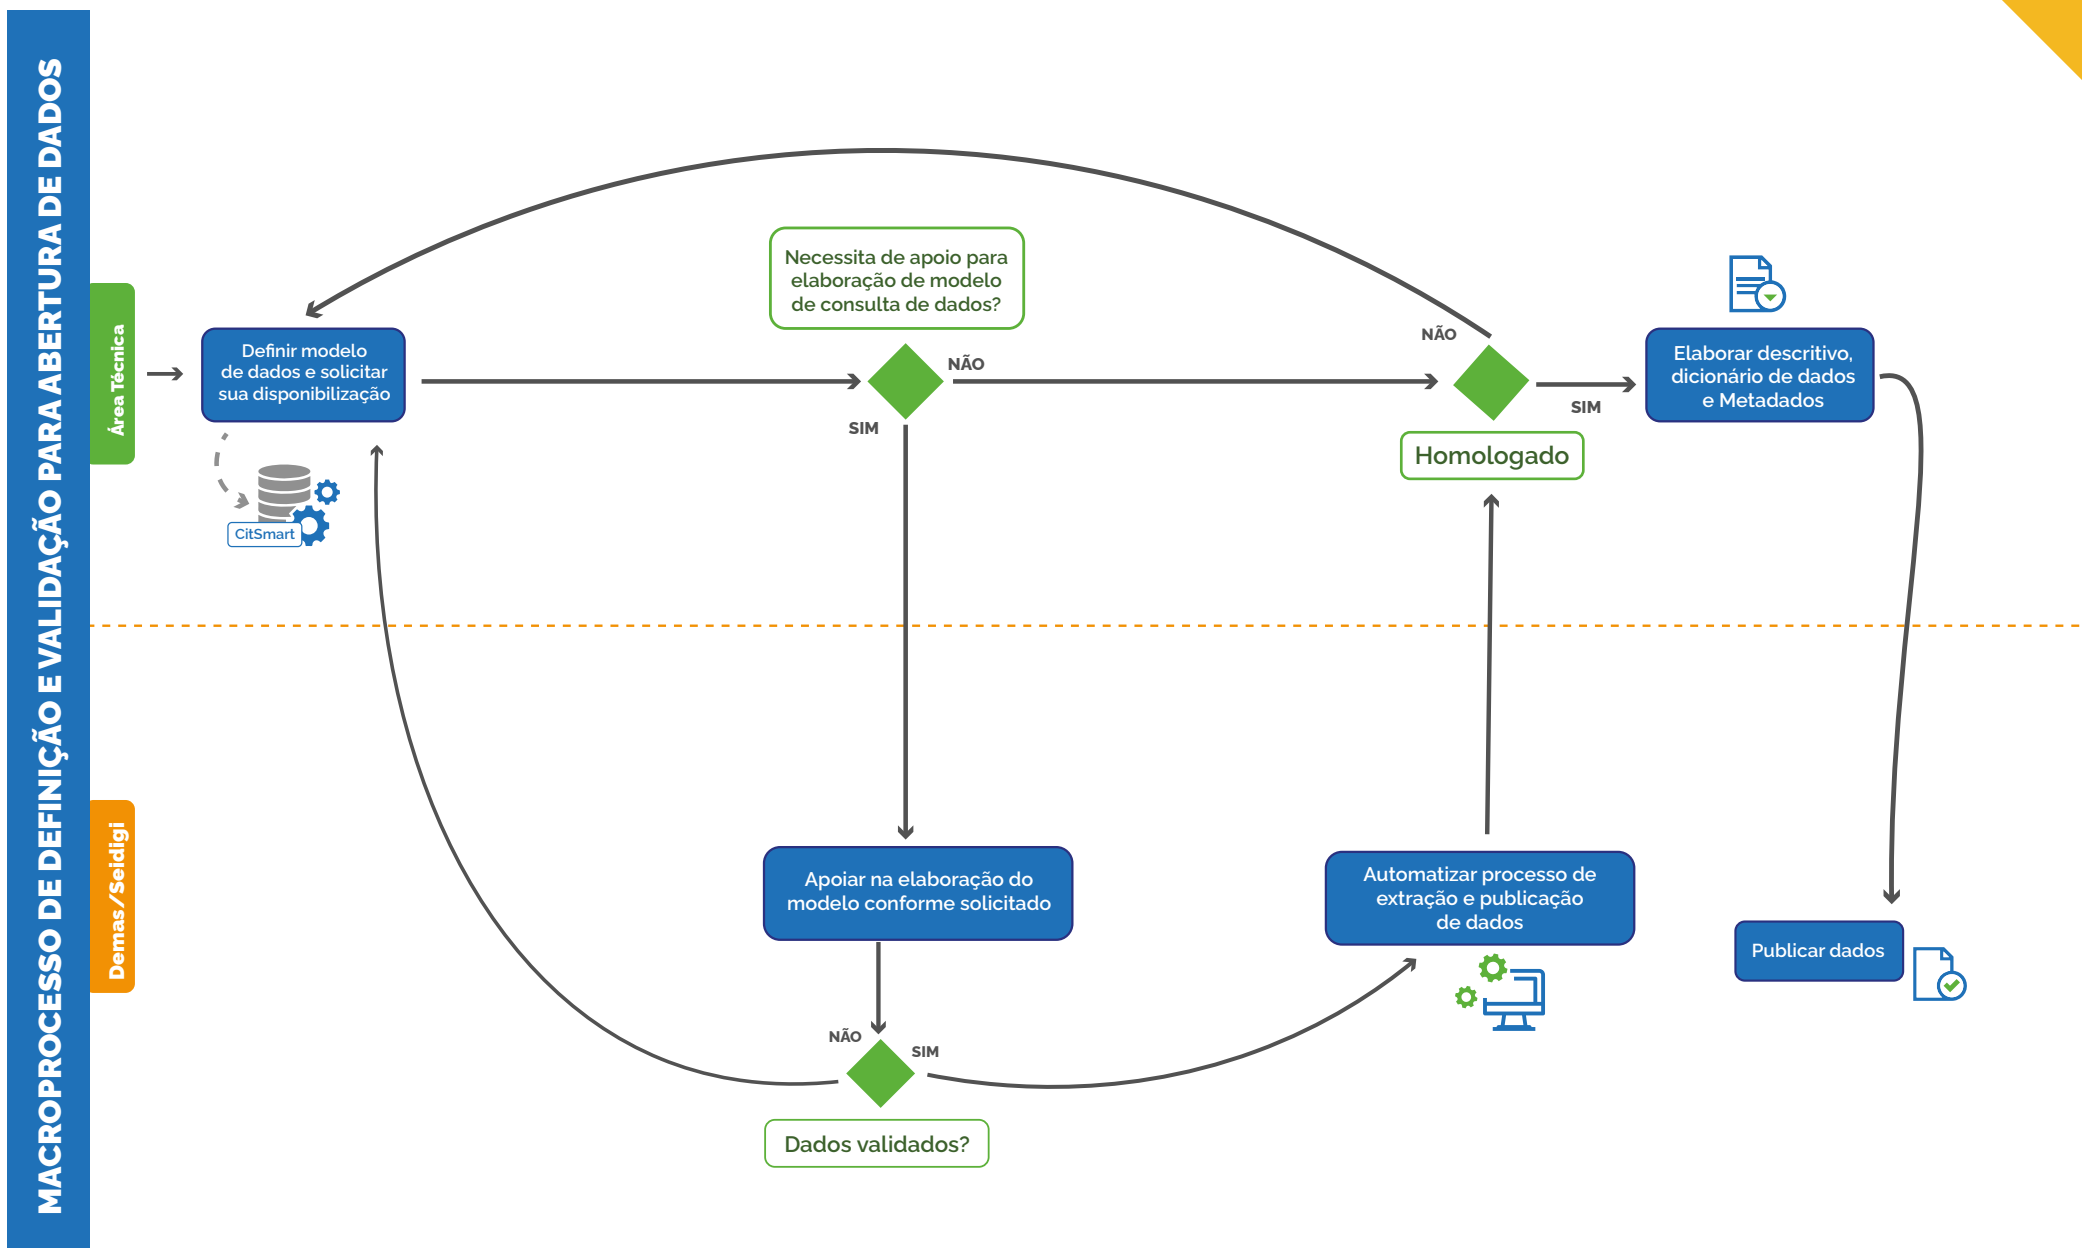 MACROPROCESSO DE DEFINIÇÃO E VALIDAÇÃO PARA ABERTURA DE DADOS
Área Técnica
Definir modelo
de dados e solicitar
sua disponibilização
CitSmart
Necessita de apoio para
elaboração de modelo
de consulta de dados?
NÃO
SIM
NÃO
SIM
Homologado
Elaborar descritivo,
dicionário de dados
e Metadados
Demas/Seidigi
Apoiar na elaboração do
modelo conforme solicitado
NÃO
SIM
Dados validados?
Automatizar processo de
extração e publicação
de dados
Publicar dados